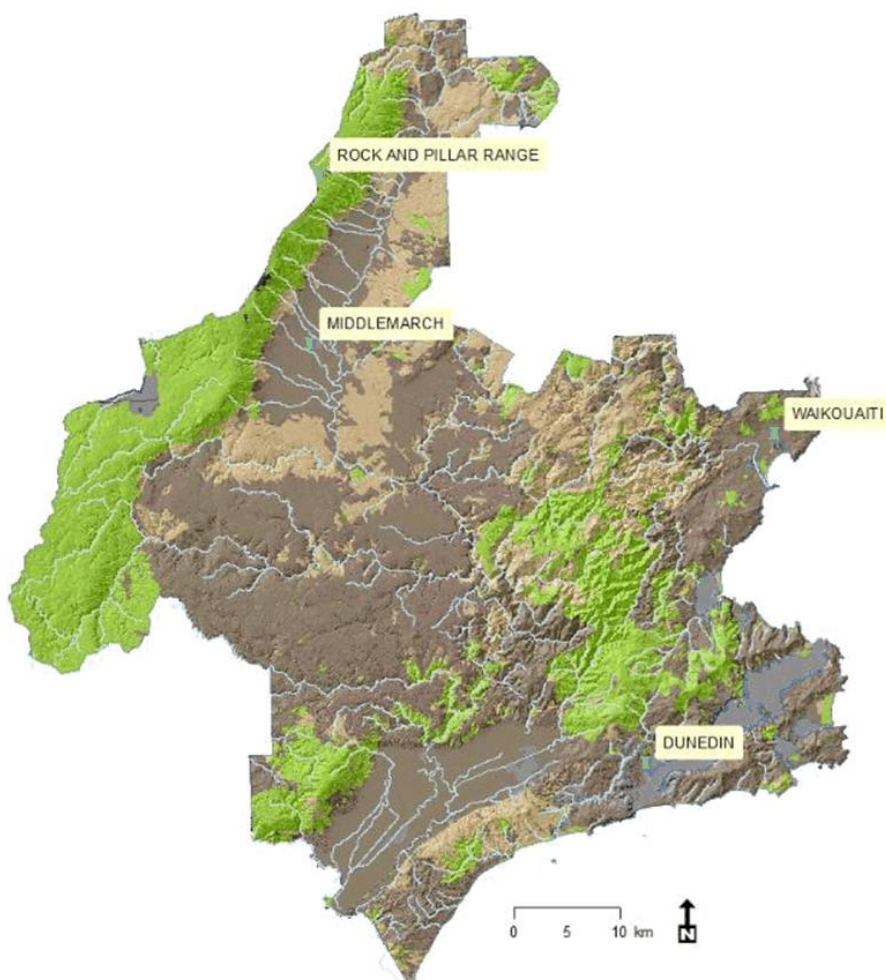 ROCK AND PILLAR RANGE
MIDDLEMARCH
WAIKOUAITI
DUNEDIN
0 5 10 km
N